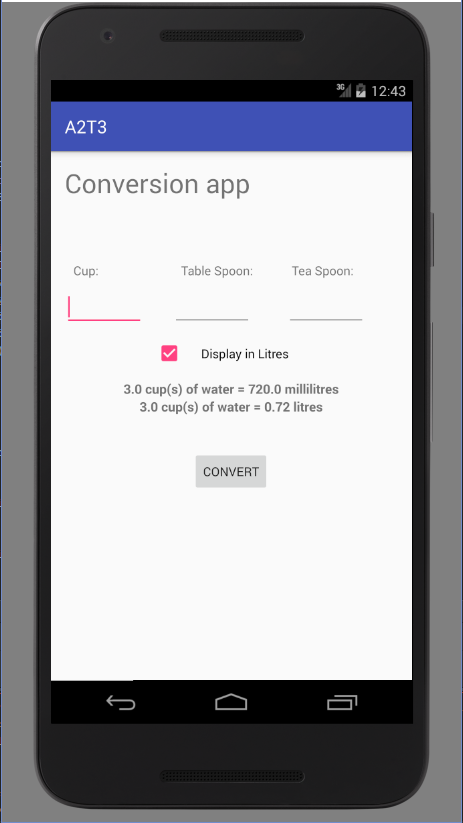 3G 12:43
A2T3
Conversion app
Cup: Table Spoon: Tea Spoon:
Display in Litres
3.0 cup(s) of water = 720.0 millilitres
3.0 cup(s) of water = 0.72 litres
CONVERT